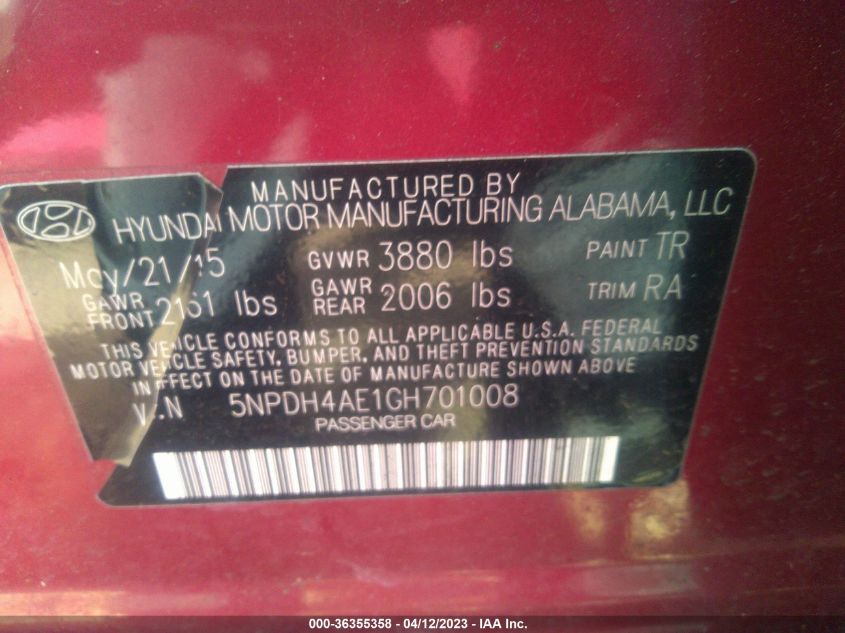 MANUFACTURED BY
HYUNDAI MOTOR MANUFACTURING ALABAMA, LLC
May/21/15 GVWR 3880 lbs PAINT TR
GAWR FRONT 2161 lbs GAWR REAR 2006 lbs TRIM RA
THIS VEHICLE CONFORMS TO ALL APPLICABLE U.S.A. FEDERAL
MOTOR VEHICLE SAFETY, BUMPER, AND THEFT PREVENTION STANDARDS
IN EFFECT ON THE DATE OF MANUFACTURE SHOWN ABOVE
VIN 5NPDH4AE1GH701008
PASSENGER CAR
000-36355358 - 04/12/2023 - IAA Inc.